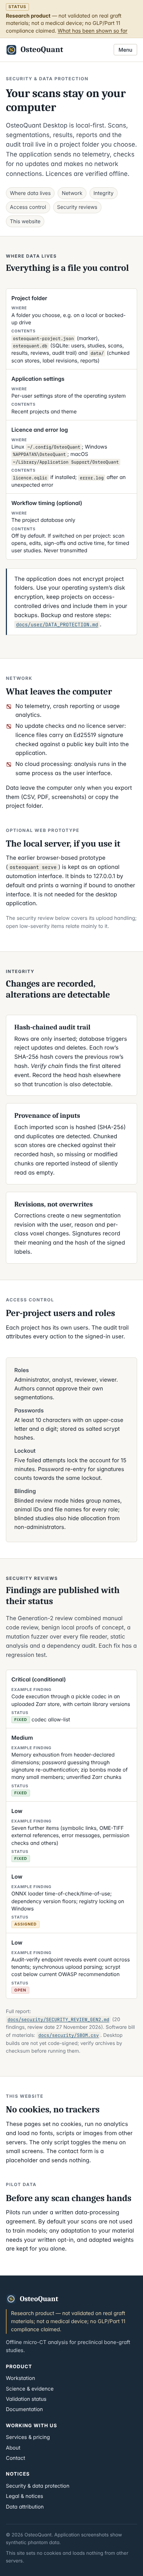 STATUS
Research product — not validated on real graft
materials; not a medical device; no GLP/Part 11
compliance claimed. What has been shown so far
OsteoQuant
Menu
SECURITY & DATA PROTECTION
Your scans stay on your
computer
OsteoQuant Desktop is local-first. Scans,
segmentations, results, reports and the audit
trail are held in a project folder you choose.
The application sends no telemetry, checks
for no updates and makes no network
connections. Licences are verified offline.
Where data lives
Network
Integrity
Access control
Security reviews
This website
WHERE DATA LIVES
Everything is a file you control
Project folder
WHERE
A folder you choose, e.g. on a local or backed-
up drive
CONTENTS
osteoquant-project.json (marker),
osteoquant.db (SQLite: users, studies, scans,
results, reviews, audit trail) and data/ (chunked
scan stores, label revisions, reports)
Application settings
WHERE
Per-user settings store of the operating system
CONTENTS
Recent projects and theme
Licence and error log
WHERE
Linux ~/.config/OsteoQuant; Windows
%APPDATA%\OsteoQuant; macOS
~/Library/Application Support/OsteoQuant
CONTENTS
licence.oqlic if installed; error.log after an
unexpected error
Workflow timing (optional)
WHERE
The project database only
CONTENTS
Off by default. If switched on per project: scan
opens, edits, sign-offs and active time, for timed
user studies. Never transmitted
The application does not encrypt project
folders. Use your operating system's disk
encryption, keep projects on access-
controlled drives and include them in your
backups. Backup and restore steps:
docs/user/DATA_PROTECTION.md.
NETWORK
What leaves the computer
No telemetry, crash reporting or usage
analytics.
No update checks and no licence server:
licence files carry an Ed25519 signature
checked against a public key built into the
application.
No cloud processing: analysis runs in the
same process as the user interface.
Data leave the computer only when you export
them (CSV, PDF, screenshots) or copy the
project folder.
OPTIONAL WEB PROTOTYPE
The local server, if you use it
The earlier browser-based prototype
(osteoquant serve) is kept as an optional
automation interface. It binds to 127.0.0.1 by
default and prints a warning if bound to another
interface. It is not needed for the desktop
application.
The security review below covers its upload handling;
open low-severity items relate mainly to it.
INTEGRITY
Changes are recorded,
alterations are detectable
Hash-chained audit trail
Rows are only inserted; database triggers
reject updates and deletes. Each row's
SHA-256 hash covers the previous row's
hash. Verify chain finds the first altered
event. Record the head hash elsewhere
so that truncation is also detectable.
Provenance of inputs
Each imported scan is hashed (SHA-256)
and duplicates are detected. Chunked
scan stores are checked against their
recorded hash, so missing or modified
chunks are reported instead of silently
read as empty.
Revisions, not overwrites
Corrections create a new segmentation
revision with the user, reason and per-
class voxel changes. Signatures record
their meaning and the hash of the signed
labels.
ACCESS CONTROL
Per-project users and roles
Each project has its own users. The audit trail
attributes every action to the signed-in user.
Roles
Administrator, analyst, reviewer, viewer.
Authors cannot approve their own
segmentations.
Passwords
At least 10 characters with an upper-case
letter and a digit; stored as salted scrypt
hashes.
Lockout
Five failed attempts lock the account for 15
minutes. Password re-entry for signatures
counts towards the same lockout.
Blinding
Blinded review mode hides group names,
animal IDs and file names for every role;
blinded studies also hide allocation from
non-administrators.
SECURITY REVIEWS
Findings are published with
their status
The Generation-2 review combined manual
code review, benign local proofs of concept, a
mutation fuzzer over every file reader, static
analysis and a dependency audit. Each fix has a
regression test.
Critical (conditional)
EXAMPLE FINDING
Code execution through a pickle codec in an
uploaded Zarr store, with certain library versions
STATUS
FIXED codec allow-list
Medium
EXAMPLE FINDING
Memory exhaustion from header-declared
dimensions; password guessing through
signature re-authentication; zip bombs made of
many small members; unverified Zarr chunks
STATUS
FIXED
Low
EXAMPLE FINDING
Seven further items (symbolic links, OME-TIFF
external references, error messages, permission
checks and others)
STATUS
FIXED
Low
EXAMPLE FINDING
ONNX loader time-of-check/time-of-use;
dependency version floors; registry locking on
Windows
STATUS
ASSIGNED
Low
EXAMPLE FINDING
Audit-verify endpoint reveals event count across
tenants; synchronous upload parsing; scrypt
cost below current OWASP recommendation
STATUS
OPEN
Full report:
docs/security/SECURITY_REVIEW_GEN2.md (20
findings, review date 27 November 2026). Software bill
of materials: docs/security/SBOM.csv. Desktop
builds are not yet code-signed; verify archives by
checksum before running them.
THIS WEBSITE
No cookies, no trackers
These pages set no cookies, run no analytics
and load no fonts, scripts or images from other
servers. The only script toggles the menu on
small screens. The contact form is a
placeholder and sends nothing.
PILOT DATA
Before any scan changes hands
Pilots run under a written data-processing
agreement. By default your scans are not used
to train models; any adaptation to your material
needs your written opt-in, and adapted weights
are kept for you alone.
OsteoQuant
Research product — not validated on real graft
materials; not a medical device; no GLP/Part 11
compliance claimed.
Offline micro-CT analysis for preclinical bone-graft
studies.
PRODUCT
Workstation
Science & evidence
Validation status
Documentation
WORKING WITH US
Services & pricing
About
Contact
NOTICES
Security & data protection
Legal & notices
Data attribution
© 2026 OsteoQuant. Application screenshots show
synthetic phantom data.
This site sets no cookies and loads nothing from other
servers.